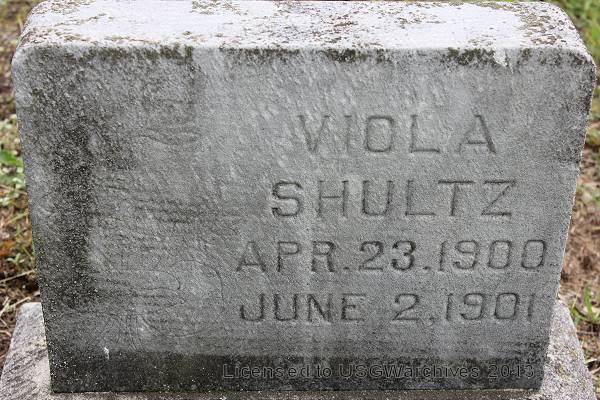 VIOLA
SHULTZ
APR. 23. 1900
JUNE 2, 1901
Licensed to USGWarchives 2013